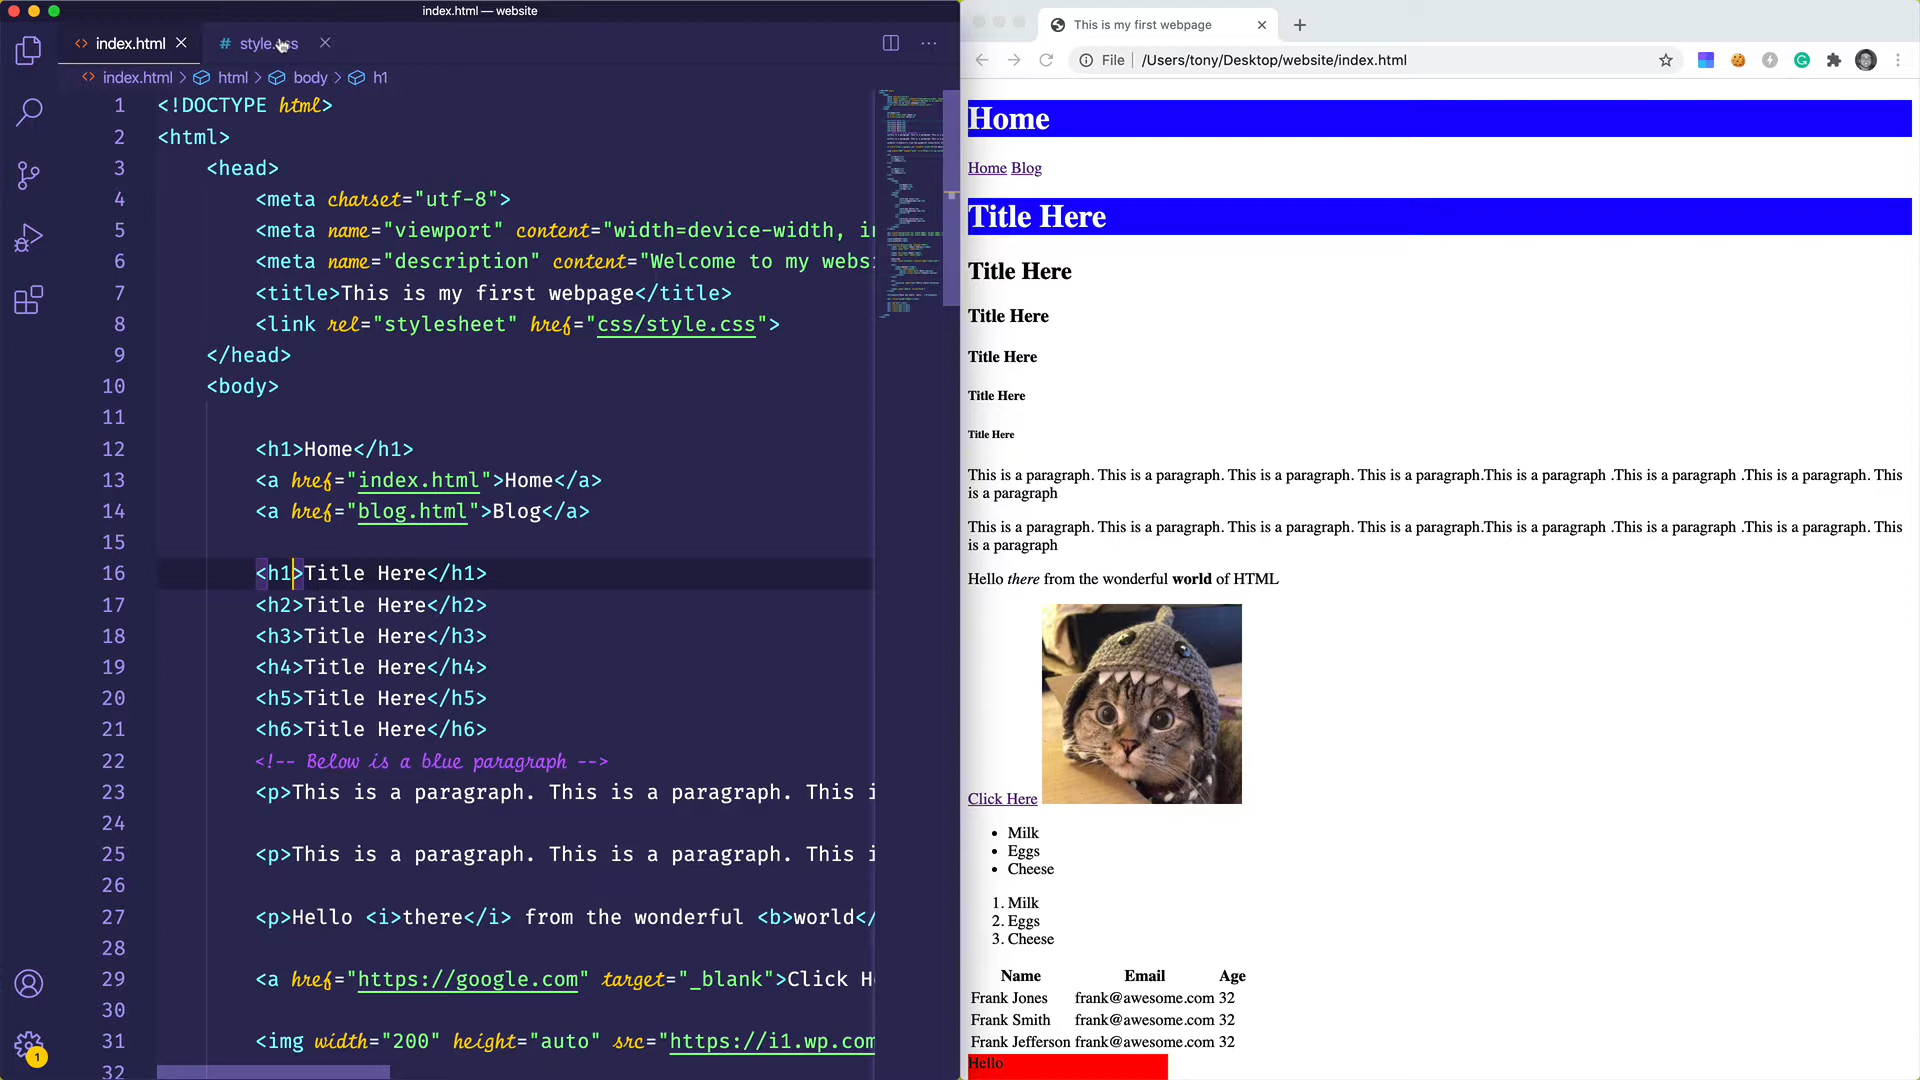 index.html — website
index.html
# style.css
index.html > html > body > h1
1 <!DOCTYPE html>
2 <html>
3 <head>
4 <meta charset="utf-8">
5 <meta name="viewport" content="width=device-width, in
6 <meta name="description" content="Welcome to my websi
7 <title>This is my first webpage</title>
8 <link rel="stylesheet" href="css/style.css">
9 </head>
10 <body>
11
12 <h1>Home</h1>
13 <a href="index.html">Home</a>
14 <a href="blog.html">Blog</a>
15
16 <h1>Title Here</h1>
17 <h2>Title Here</h2>
18 <h3>Title Here</h3>
19 <h4>Title Here</h4>
20 <h5>Title Here</h5>
21 <h6>Title Here</h6>
22 <!-- Below is a blue paragraph -->
23 <p>This is a paragraph. This is a paragraph. This i
24
25 <p>This is a paragraph. This is a paragraph. This i
26
27 <p>Hello <i>there</i> from the wonderful <b>world</
28
29 <a href="https://google.com" target="_blank">Click H
30
31 <img width="200" height="auto" src="https://i1.wp.com
32
1
This is my first webpage
File /Users/tony/Desktop/website/index.html
Home
Home Blog
Title Here
Title Here
Title Here
Title Here
Title Here
Title Here
This is a paragraph. This is a paragraph. This is a paragraph. This is a paragraph.This is a paragraph .This is a paragraph .This is a paragraph. This
is a paragraph
This is a paragraph. This is a paragraph. This is a paragraph. This is a paragraph.This is a paragraph .This is a paragraph .This is a paragraph. This
is a paragraph
Hello there from the wonderful world of HTML
Click Here
• Milk
• Eggs
• Cheese
1. Milk
2. Eggs
3. Cheese
Name Email Age
Frank Jones frank@awesome.com 32
Frank Smith frank@awesome.com 32
Frank Jefferson frank@awesome.com 32
Hello